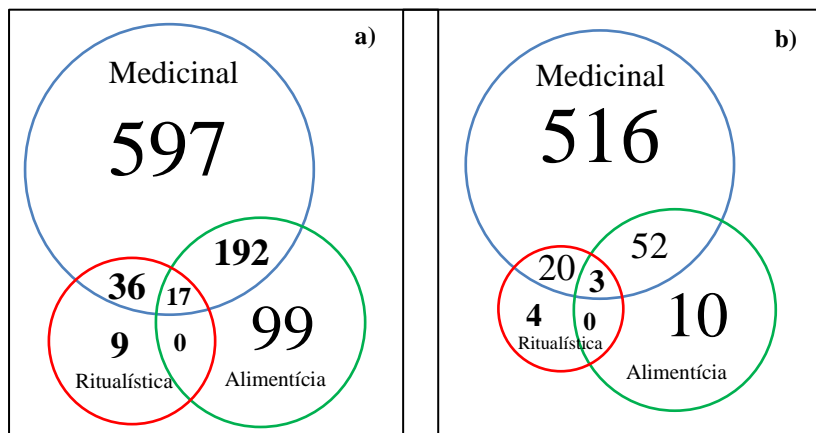 a)
Medicinal
597
192
36
17
99
9
0
Ritualística
Alimentícia
b)
Medicinal
516
52
20
3
4
0
10
Ritualística
Alimentícia